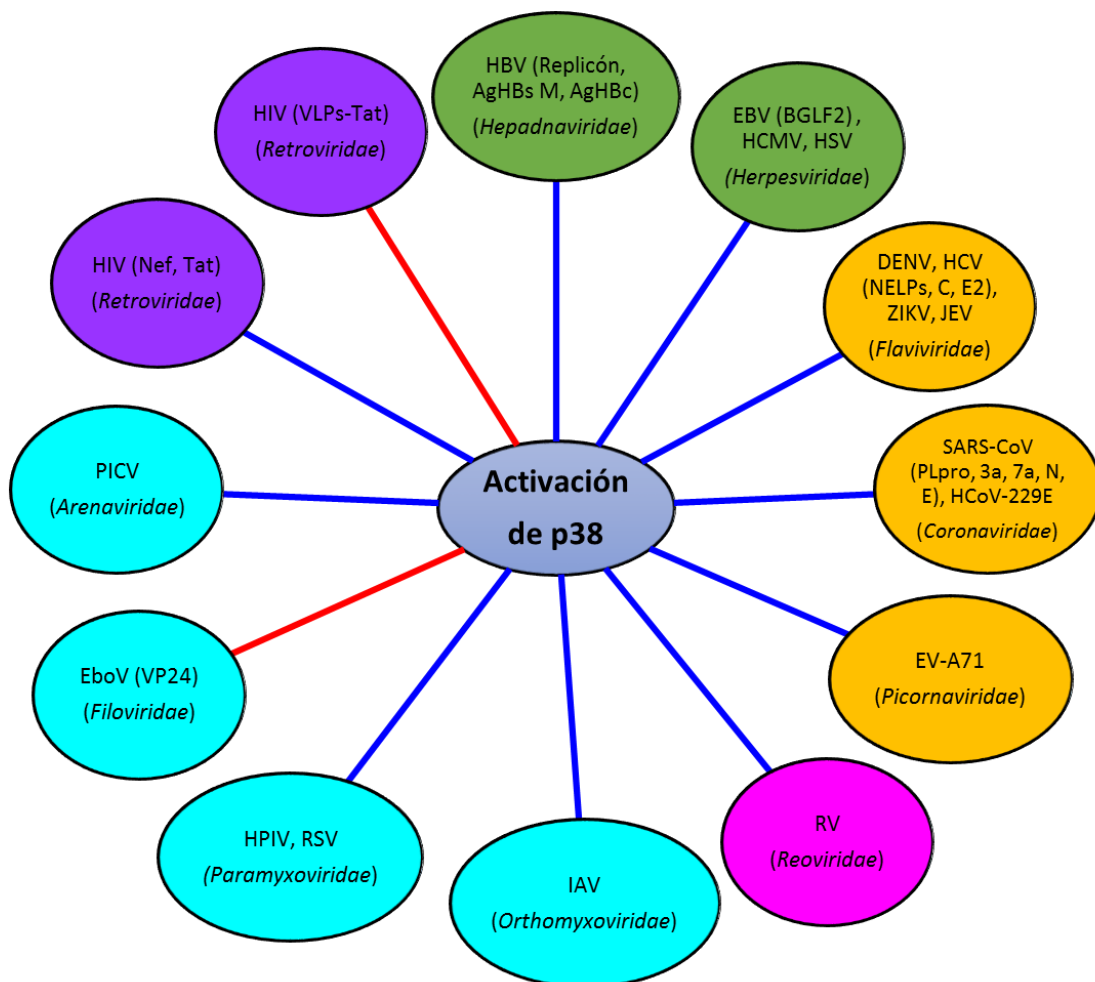 HBV (Replicón,
AgHBs M, AgHBc)
(Hepadnaviridae)
EBV (BGLF2) ,
HCMV, HSV
(Herpesviridae)
DENV, HCV
(NELPs, C, E2),
ZIKV, JEV
(Flaviviridae)
SARS-CoV
(PLpro, 3a, 7a, N,
E), HCoV-229E
(Coronaviridae)
EV-A71
(Picornaviridae)
RV
(Reoviridae)
IAV
(Orthomyxoviridae)
HPIV, RSV
(Paramyxoviridae)
EboV (VP24)
(Filoviridae)
PICV
(Arenaviridae)
HIV (Nef, Tat)
(Retroviridae)
HIV (VLPs-Tat)
(Retroviridae)
Activación
de p38